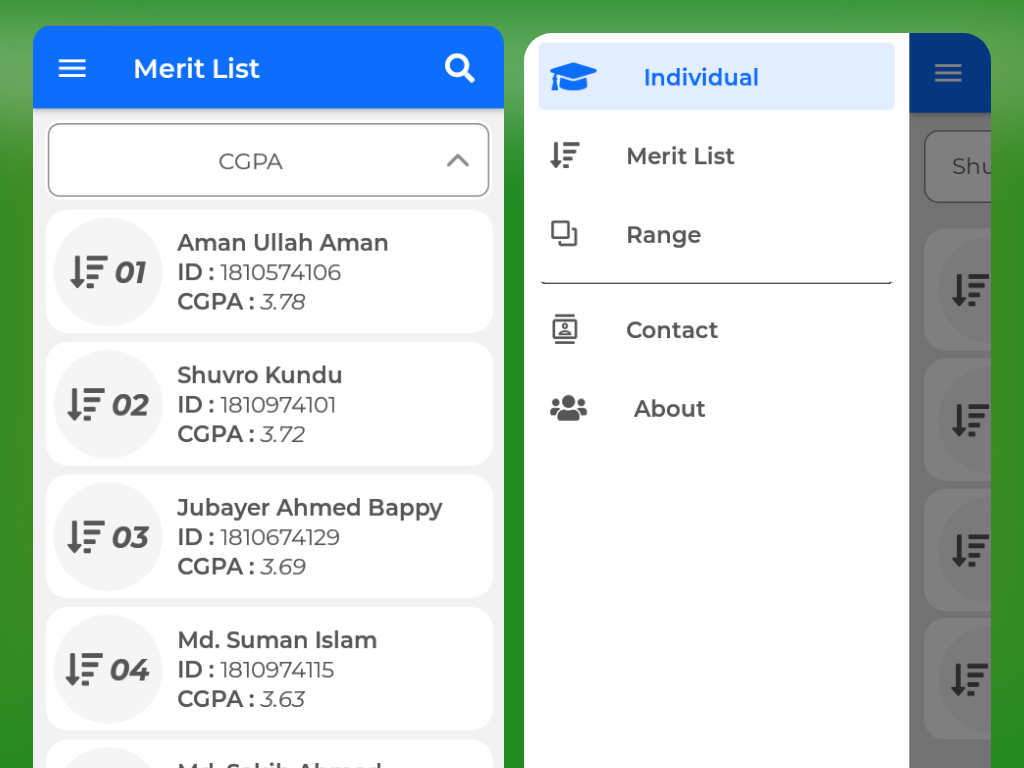 Merit List
CGPA
01
Aman Ullah Aman
ID : 1810574106
CGPA : 3.78
02
Shuvro Kundu
ID : 1810974101
CGPA : 3.72
03
Jubayer Ahmed Bappy
ID : 1810674129
CGPA : 3.69
04
Md. Suman Islam
ID : 1810974115
CGPA : 3.63
Individual
Merit List
Range
Contact
About
Shu